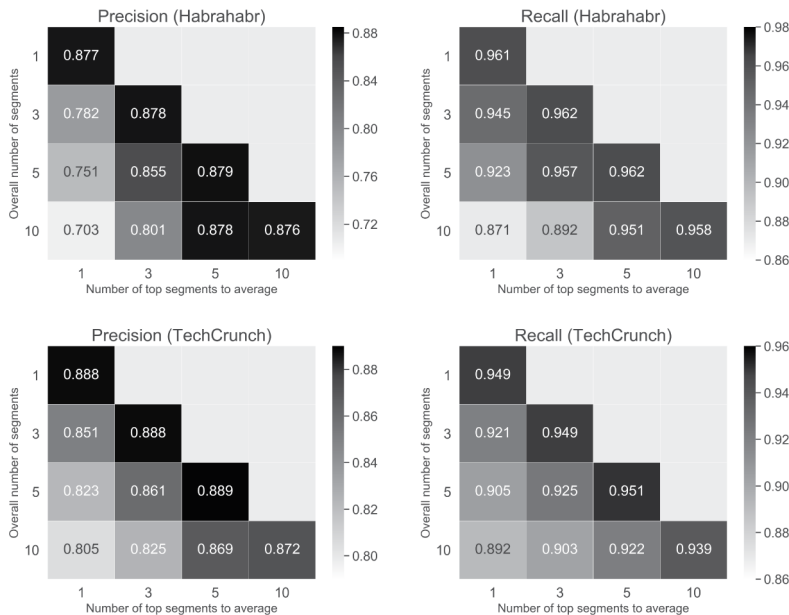 Precision (Habrahabr)
Overall number of segments
1 0.877
3 0.782 0.878
5 0.751 0.855 0.879
10 0.703 0.801 0.878 0.876
1 3 5 10
Number of top segments to average
0.84
0.80
0.76
0.72
0.88
Recall (Habrahabr)
Overall number of segments
1 0.961
3 0.945 0.962
5 0.923 0.957 0.962
10 0.871 0.892 0.951 0.958
1 3 5 10
Number of top segments to average
0.98
0.96
0.94
0.92
0.90
0.88
0.86
Precision (TechCrunch)
Overall number of segments
1 0.888
3 0.851 0.888
5 0.823 0.861 0.889
10 0.805 0.825 0.869 0.872
1 3 5 10
Number of top segments to average
0.88
0.86
0.84
0.82
0.80
Recall (TechCrunch)
Overall number of segments
1 0.949
3 0.921 0.949
5 0.905 0.925 0.951
10 0.892 0.903 0.922 0.939
1 3 5 10
Number of top segments to average
0.96
0.94
0.92
0.90
0.88
0.86